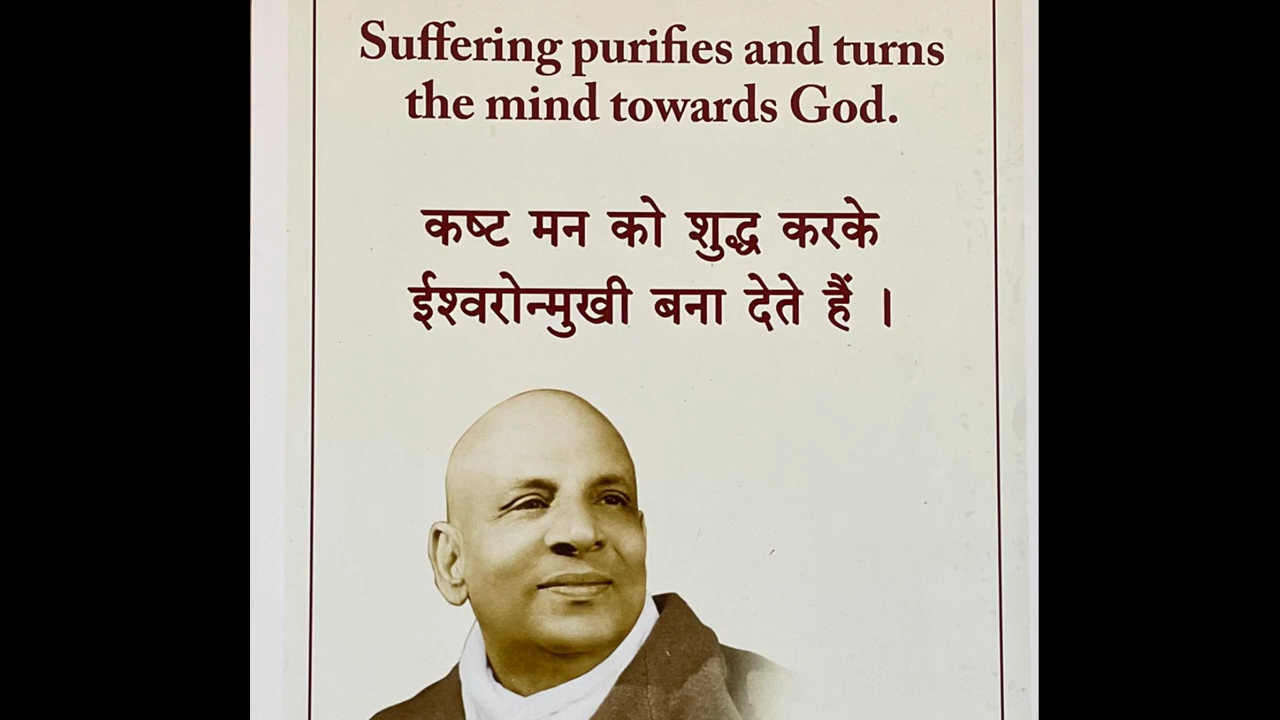 Suffering purifies and turns
the mind towards God.
कष्ट मन को शुद्ध करके
ईश्वरोन्मुखी बना देते हैं ।